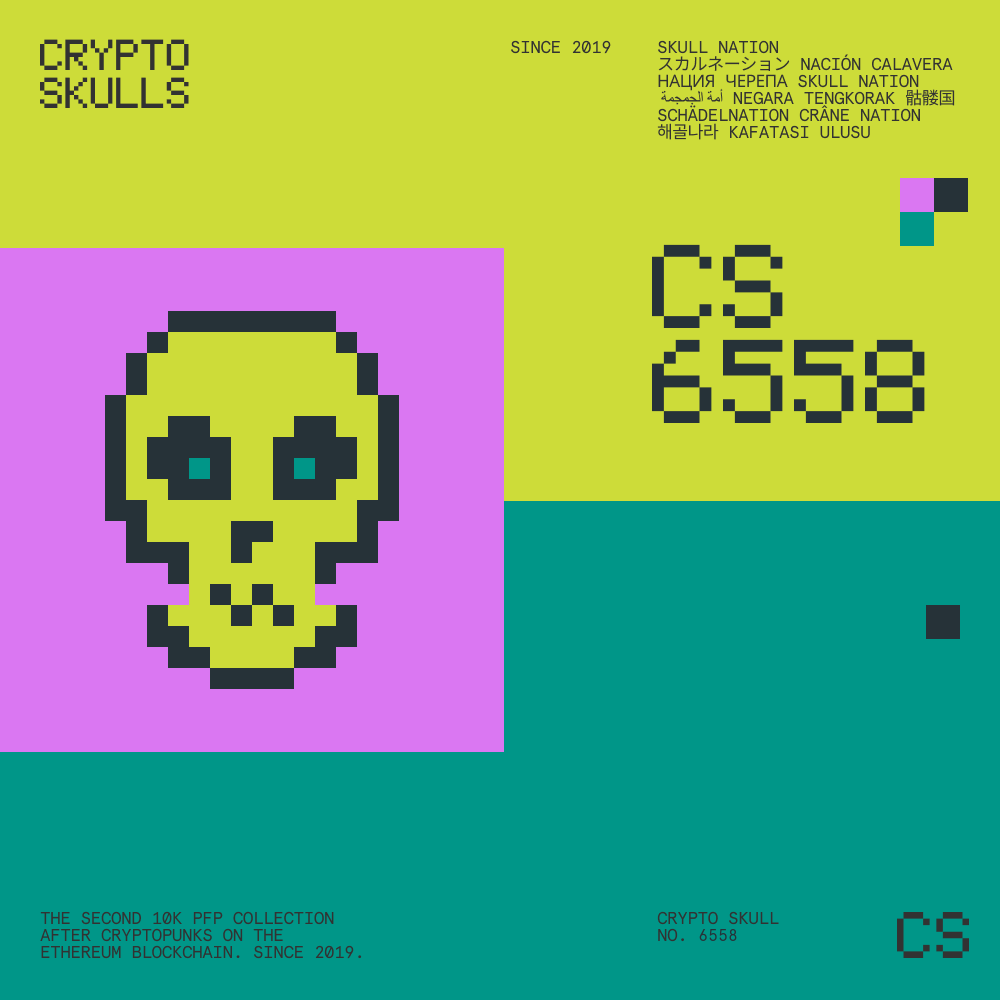 CRYPTO
SKULLS
SINCE 2019
SKULL NATION
スカルネーション NACIÓN CALAVERA
НАЦИЯ ЧЕРЕПА SKULL NATION
أمة الجمجمة NEGARA TENGKORAK 骷髅国
SCHÄDELNATION CRÂNE NATION
해골나라 KAFATASI ULUSU
CS
6558
THE SECOND 10K PFP COLLECTION
AFTER CRYPTOPUNKS ON THE
ETHEREUM BLOCKCHAIN. SINCE 2019.
CRYPTO SKULL
NO. 6558
CS